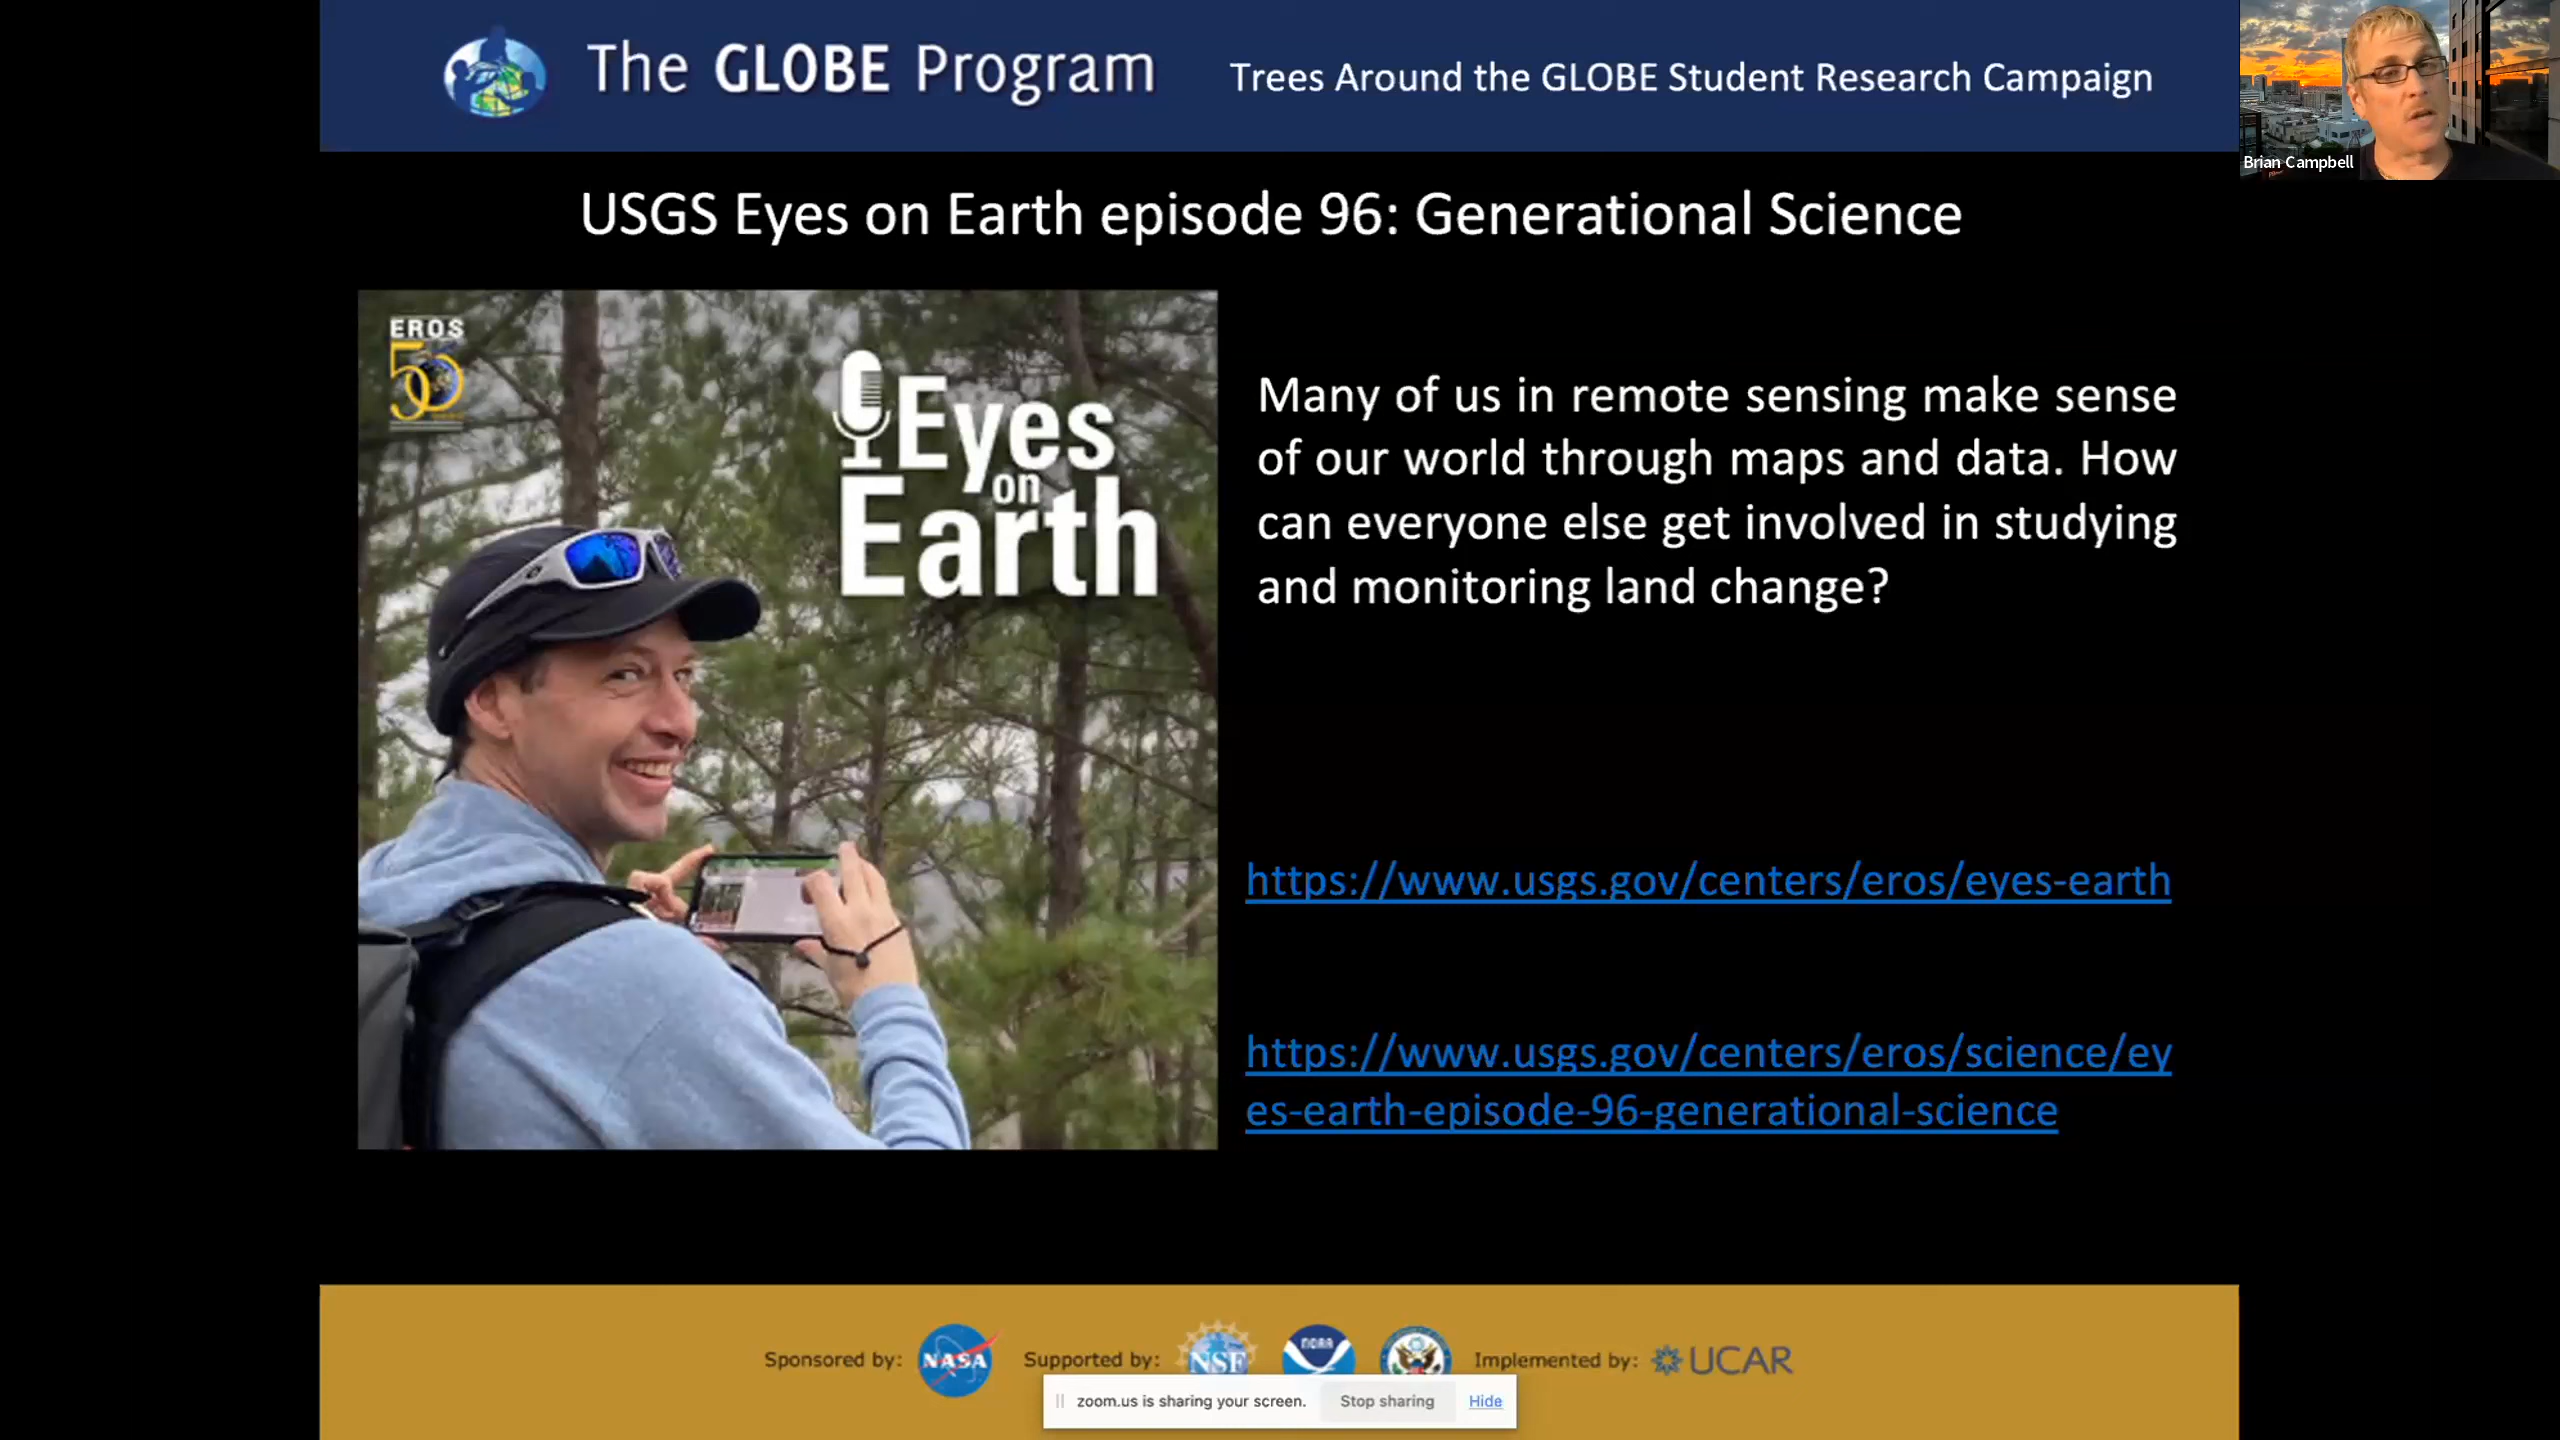 The GLOBE Program
Trees Around the GLOBE Student Research Campaign
Brian Campbell
USGS Eyes on Earth episode 96: Generational Science
EROS
50
Eyes
on
Earth
Many of us in remote sensing make sense
of our world through maps and data. How
can everyone else get involved in studying
and monitoring land change?
https://www.usgs.gov/centers/eros/eyes-earth
https://www.usgs.gov/centers/eros/science/ey
es-earth-episode-96-generational-science
Sponsored by:
NASA
Supported by:
NSF
NOAA
Implemented by:
UCAR
zoom.us is sharing your screen.
Stop sharing
Hide